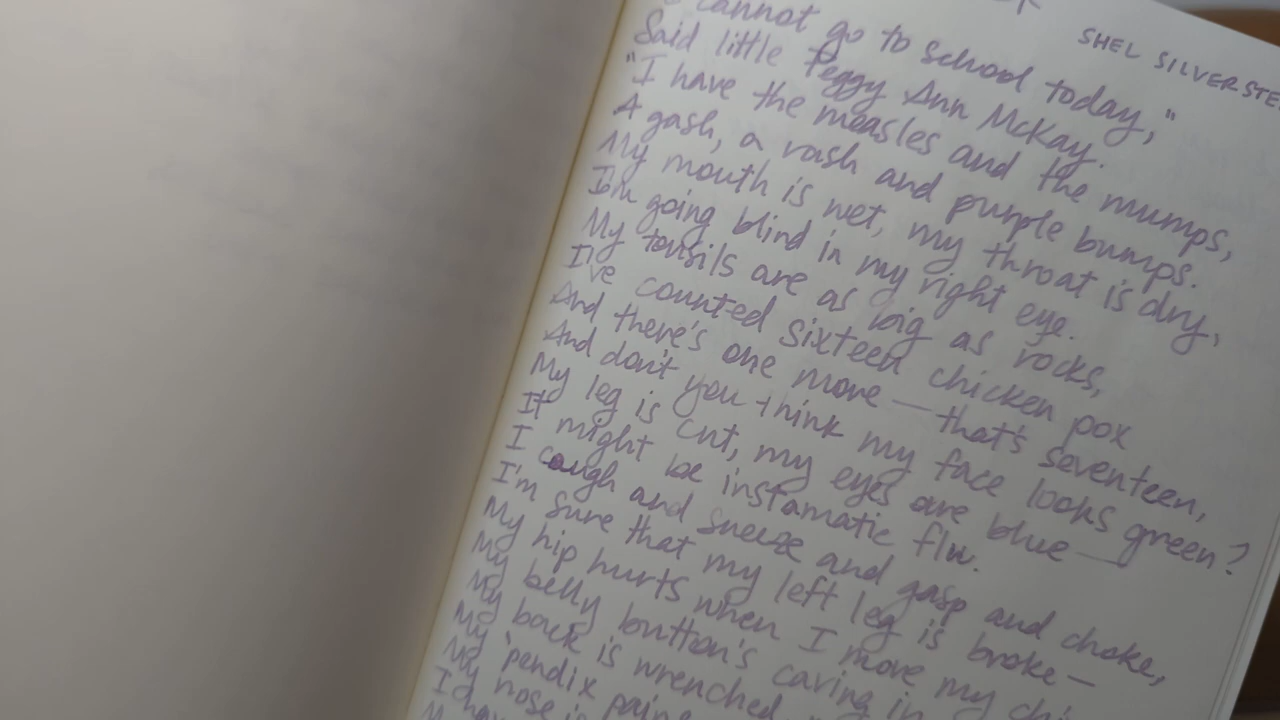 SHEL SILVERSTE
cannot go to school today,"
Said little Peggy Ann McKay.
"I have the measles and the mumps,
A gash, a rash and purple bumps.
My mouth is wet, my throat is dry,
I'm going blind in my right eye.
My tonsils are as big as rocks,
I've counted sixteen chicken pox
And there's one more — that's seventeen,
And don't you think my face looks green?
My leg is cut, my eyes are blue —
It might be instamatic flu.
I cough and sneeze and gasp and choke,
I'm sure that my left leg is broke —
My hip hurts when I move my
My belly button's caving in
My back is wrenched,
My 'pendix pains
My nose is